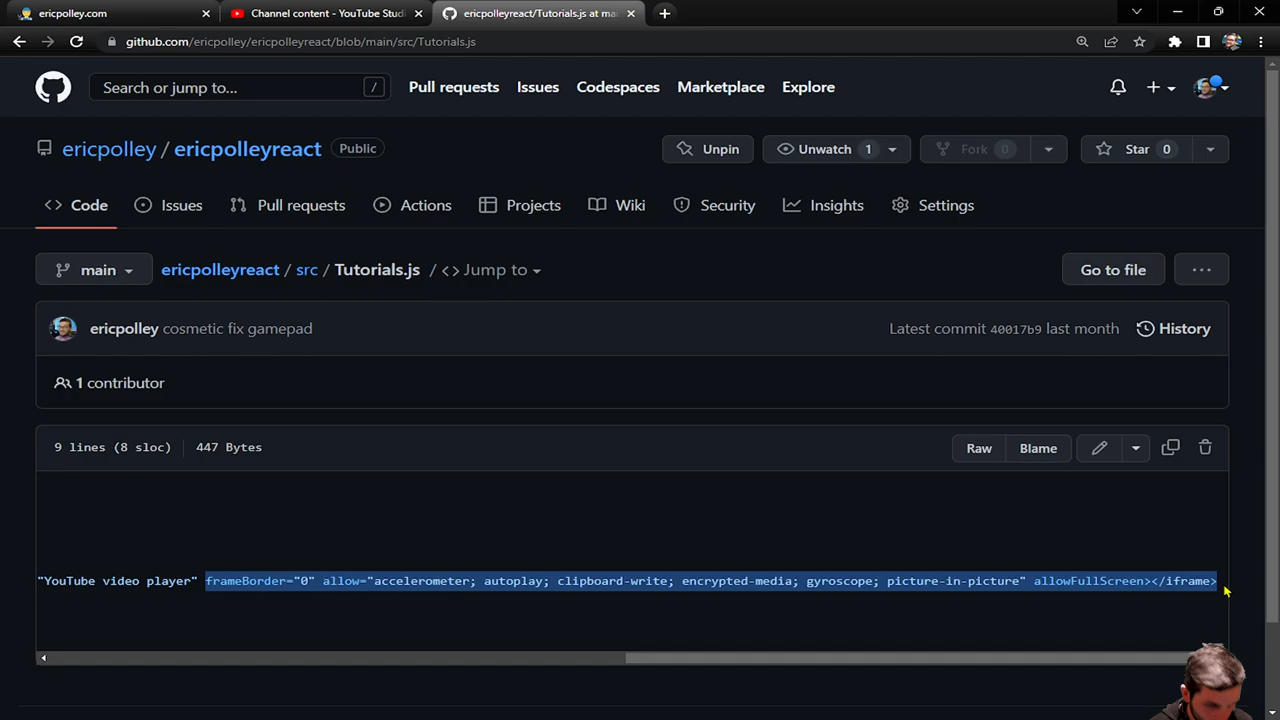 ericpolley.com
Channel content - YouTube Studi
ericpolleyreact/Tutorials.js at mai
github.com/ericpolley/ericpolleyreact/blob/main/src/Tutorials.js
Search or jump to... /
Pull requests Issues Codespaces Marketplace Explore
ericpolley / ericpolleyreact Public
Unpin Unwatch 1 Fork 0 Star 0
Code Issues Pull requests Actions Projects Wiki Security Insights Settings
main ericpolleyreact / src / Tutorials.js / <> Jump to
Go to file ...
ericpolley cosmetic fix gamepad
Latest commit 40017b9 last month History
1 contributor
9 lines (8 sloc) 447 Bytes
Raw Blame
"YouTube video player" frameBorder="0" allow="accelerometer; autoplay; clipboard-write; encrypted-media; gyroscope; picture-in-picture" allowFullScreen></iframe>